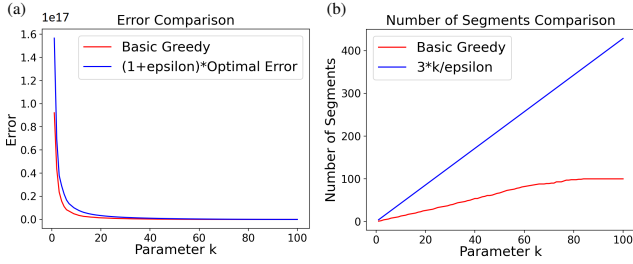 (a)
Error Comparison
1e17
Basic Greedy
(1+epsilon)*Optimal Error
1.6
1.4
1.2
1.0
0.8
0.6
0.4
0.2
0.0
Error
0
20
40
60
80
100
Parameter k
(b)
Number of Segments Comparison
Basic Greedy
3*k/epsilon
400
300
200
100
0
Number of Segments
0
20
40
60
80
100
Parameter k